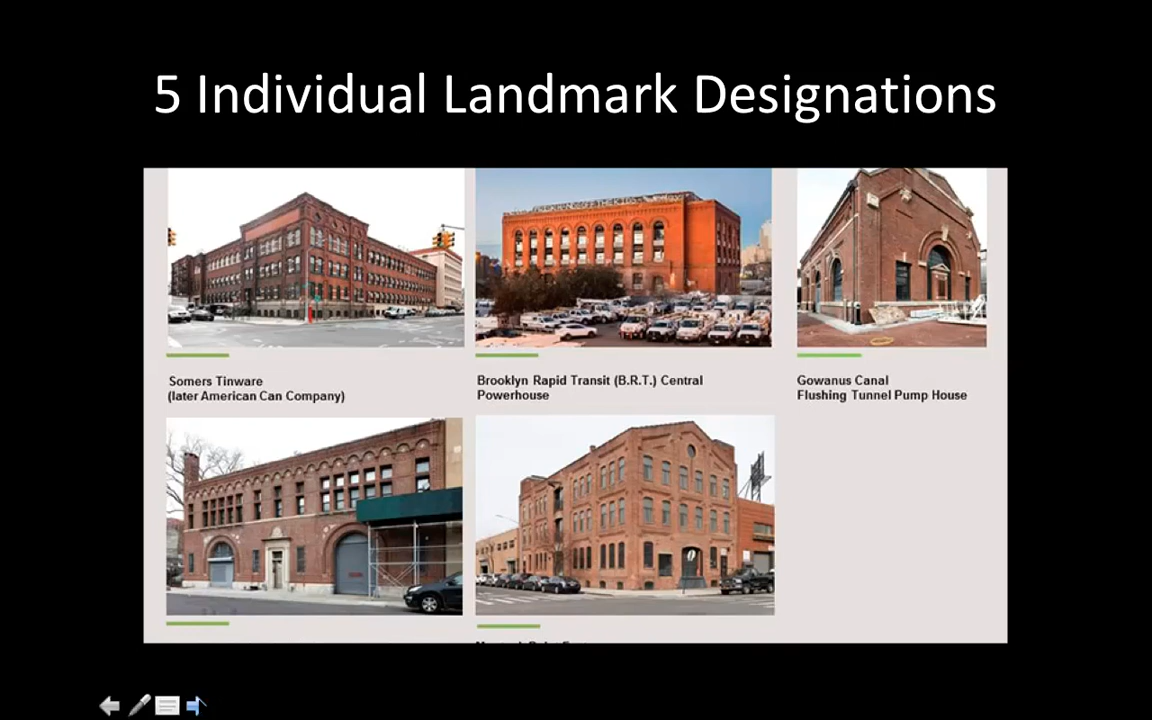 5 Individual Landmark Designations
Somers Tinware
(later American Can Company)
Brooklyn Rapid Transit (B.R.T.) Central
Powerhouse
Gowanus Canal
Flushing Tunnel Pump House